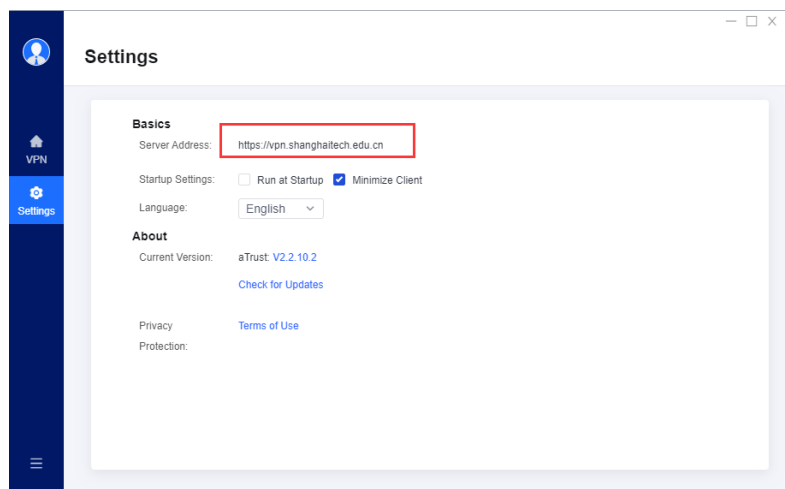 Settings
VPN
Settings
Basics
Server Address: https://vpn.shanghaitech.edu.cn
Startup Settings: Run at Startup Minimize Client
Language: English
About
Current Version: aTrust: V2.2.10.2
Check for Updates
Privacy Terms of Use
Protection: